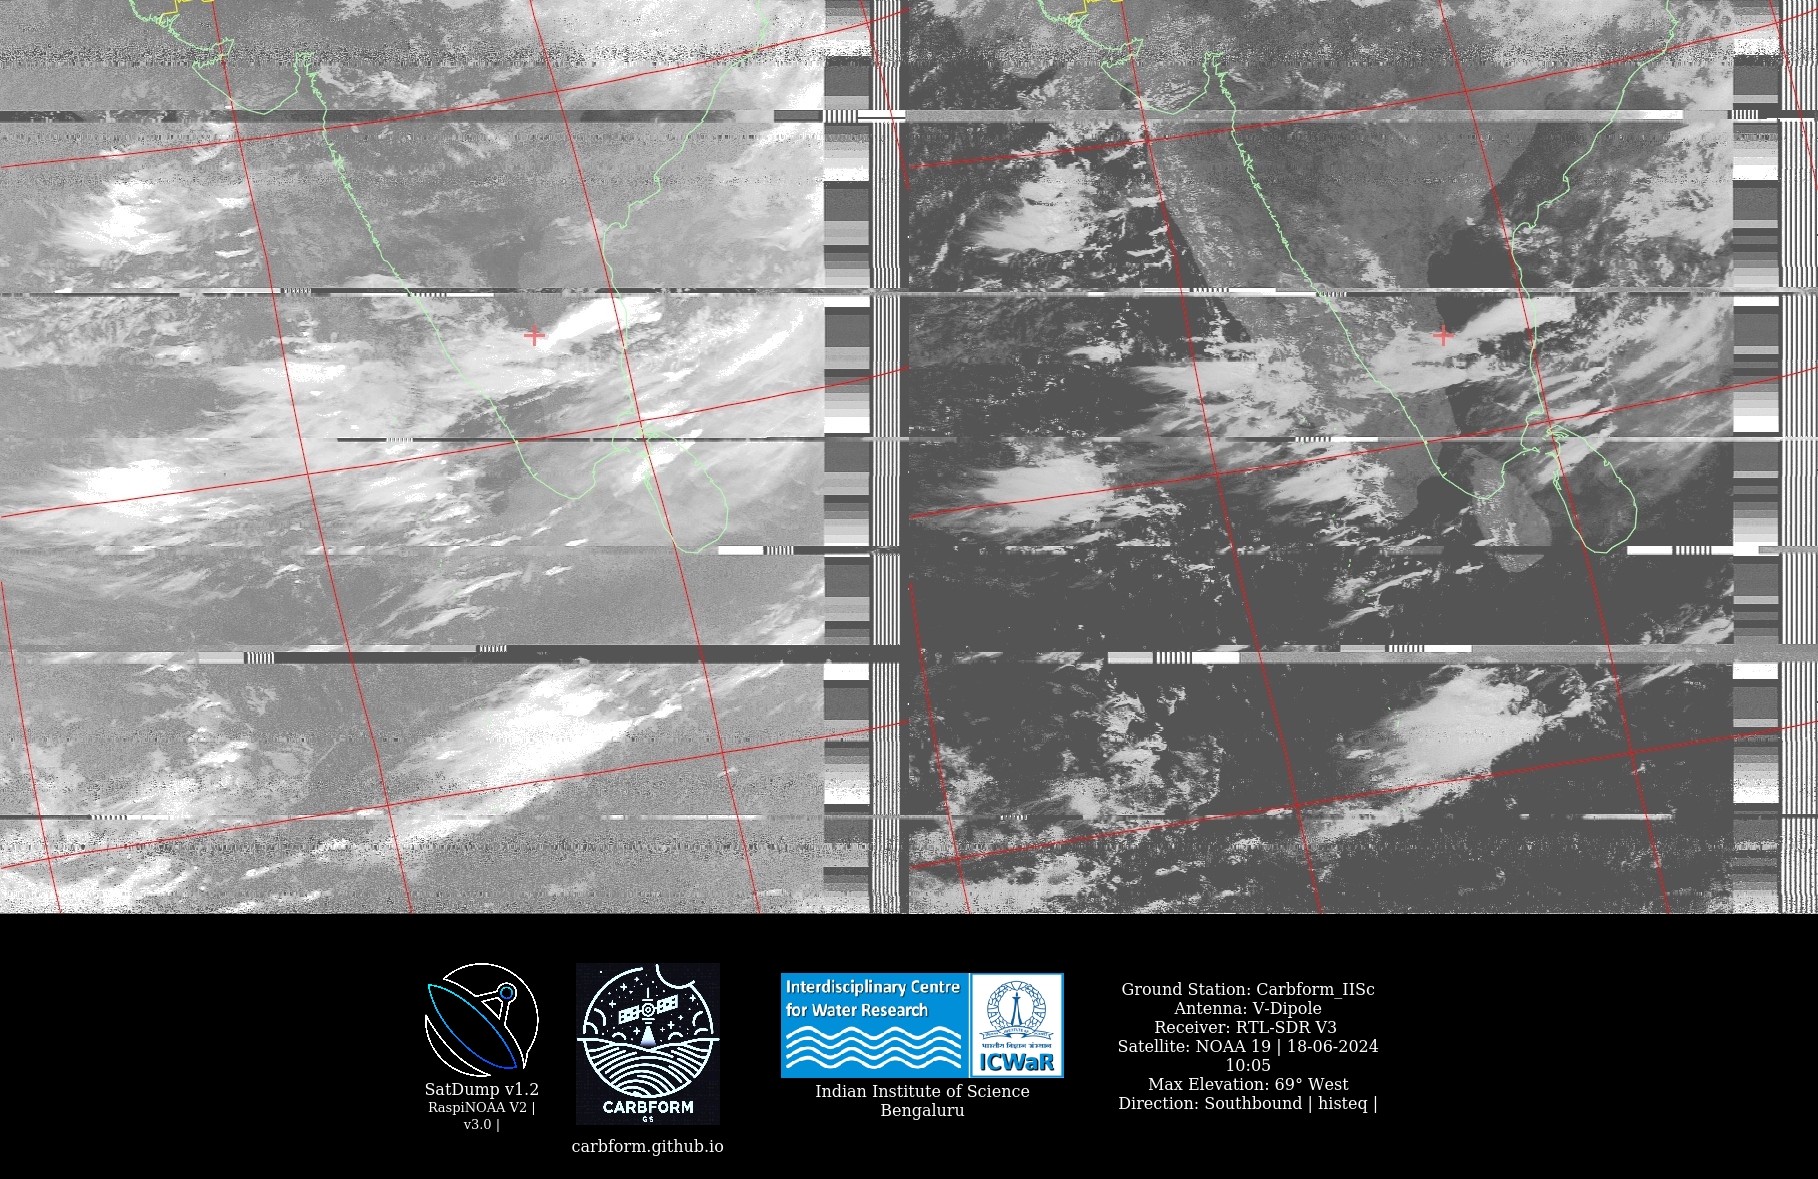 SatDump v1.2
RaspiNOAA V2 |
v3.0 |
CARBFORM
GS
carbform.github.io
Interdisciplinary Centre
for Water Research
भारतीय विज्ञान संस्थान
ICWaR
Indian Institute of Science
Bengaluru
Ground Station: Carbform_IISc
Antenna: V-Dipole
Receiver: RTL-SDR V3
Satellite: NOAA 19 | 18-06-2024
10:05
Max Elevation: 69° West
Direction: Southbound | histeq |